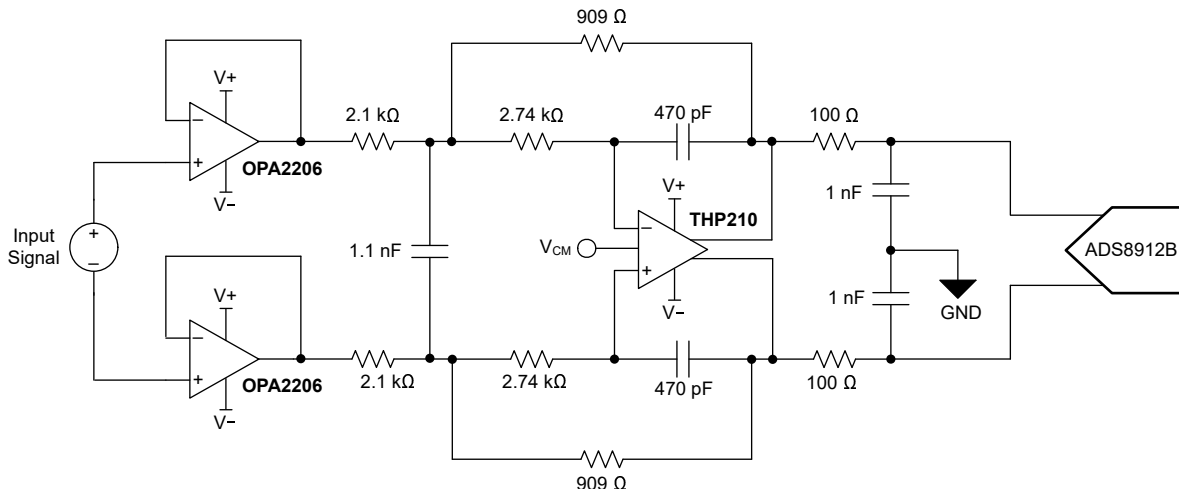 909 Ω
V+
2.1 kΩ
2.74 kΩ
470 pF
100 Ω
−
+
OPA2206
V−
1 nF
V+
THP210
Input
Signal
+
−
1.1 nF
VCM
−
+
ADS8912B
V+
V−
1 nF
GND
−
+
OPA2206
V−
2.1 kΩ
2.74 kΩ
470 pF
100 Ω
909 Ω